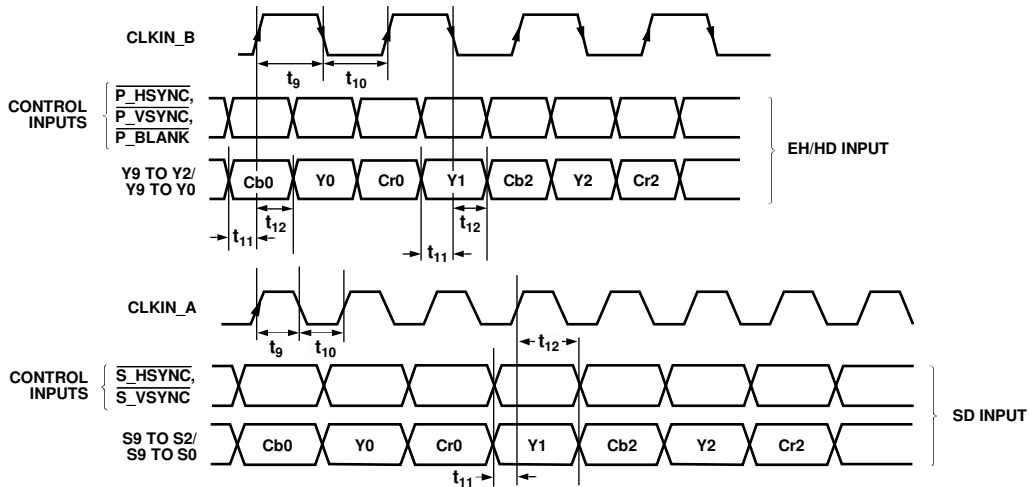 CLKIN_B
t9
t10
CONTROL
INPUTS
P_HSYNC,
P_VSYNC,
P_BLANK
EH/HD INPUT
Y9 TO Y2/
Y9 TO Y0
Cb0
Y0
Cr0
Y1
Cb2
Y2
Cr2
t12
t12
t11
t11
CLKIN_A
t9
t10
t12
CONTROL
INPUTS
S_HSYNC,
S_VSYNC
SD INPUT
S9 TO S2/
S9 TO S0
Cb0
Y0
Cr0
Y1
Cb2
Y2
Cr2
t11